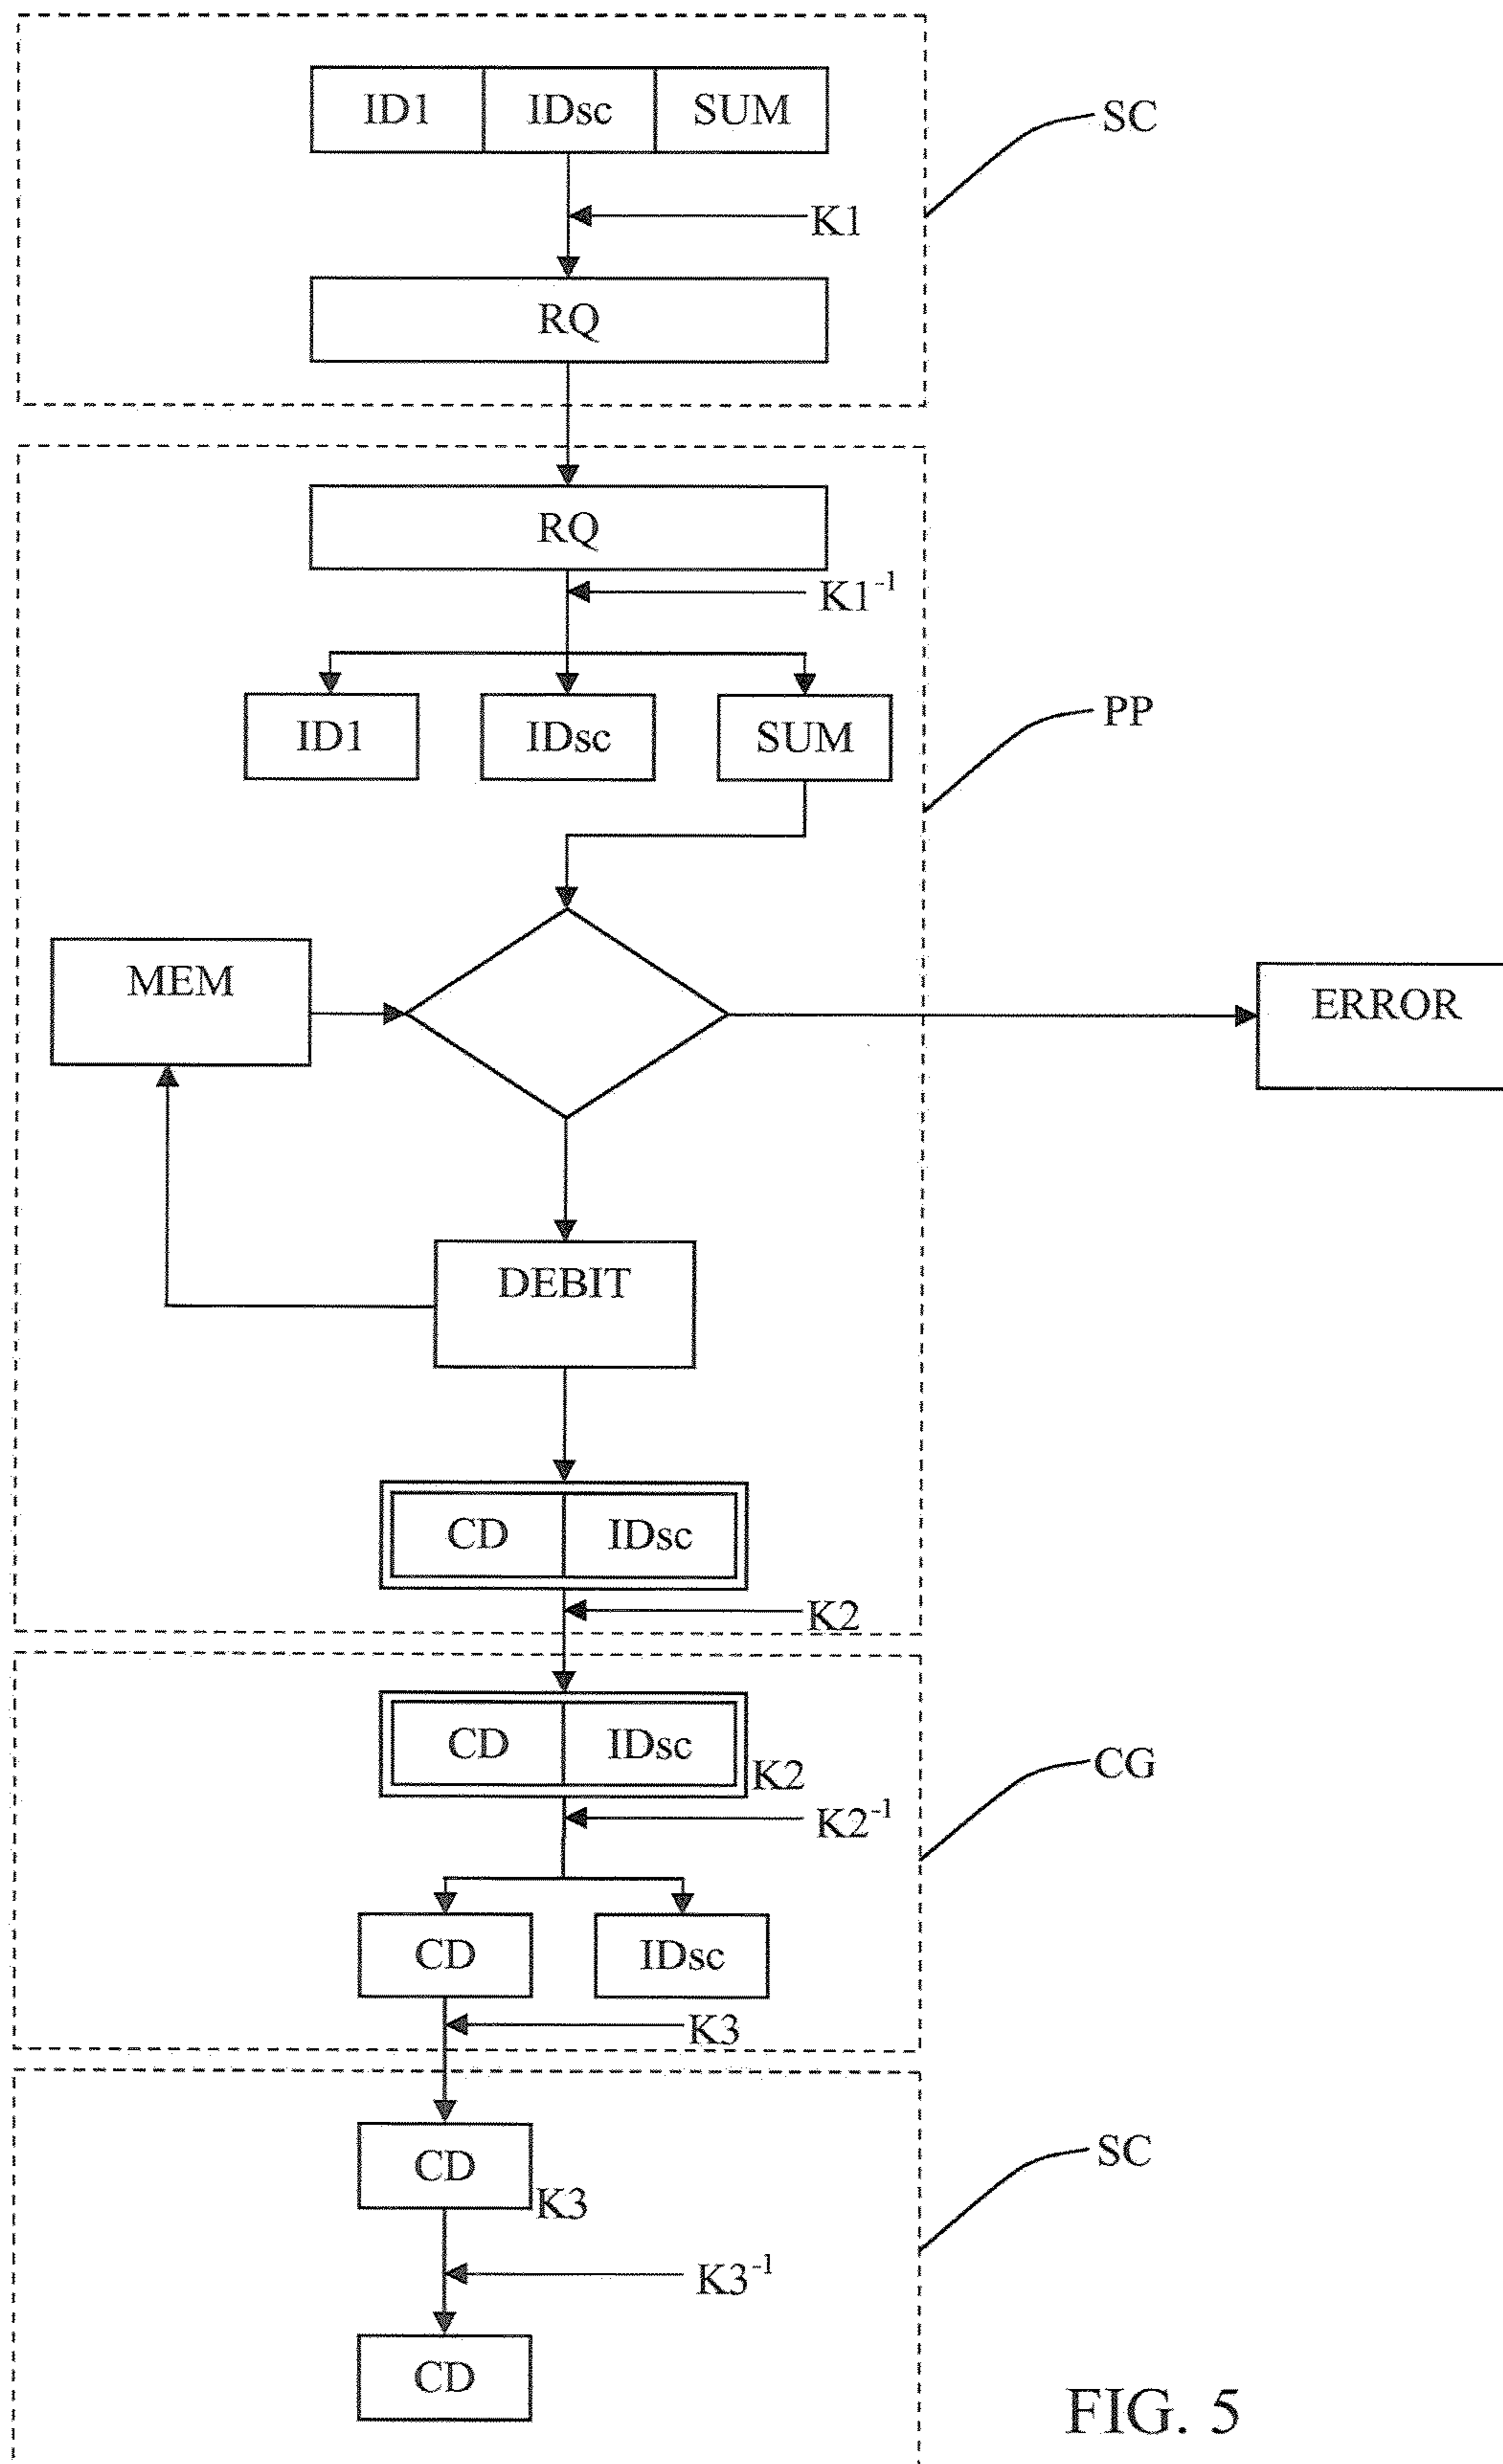 ID1 IDsc SUM
SC
K1
RQ
RQ
K1⁻¹
ID1 IDsc SUM
PP
MEM
ERROR
DEBIT
CD IDsc
K2
CD IDsc
K2
CG
K2⁻¹
CD IDsc
K3
CD
K3
SC
K3⁻¹
CD
FIG. 5